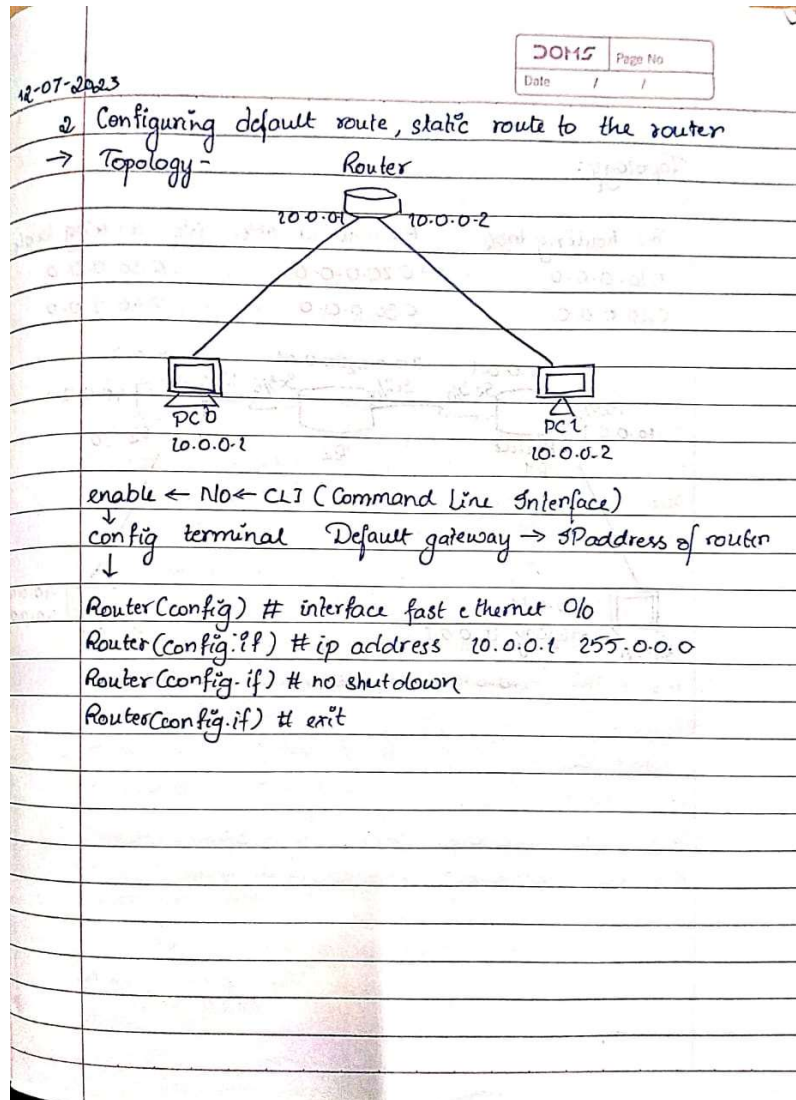 DOMS Page No
Date / /
12-07-2023
2 Configuring default route, static route to the router
→ Topology-
Router
10.0.01 10.0.0.2
PC0 PC1
10.0.0.1 10.0.0.2
enable ← No ← CLI (Command Line Interface)
↓
config terminal Default gateway → IPaddress of router
↓
Router(config) # interface fast ethernet 0/0
Router(config.if) # ip address 10.0.0.1 255.0.0.0
Router(config.if) # no shutdown
Router(config.if) # exit